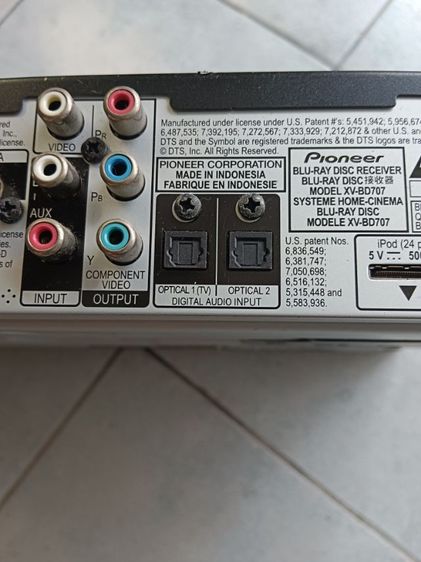 Manufactured under license under U.S. Patent #'s: 5,451,942; 5,956,674
6,487,535; 7,392,195; 7,272,567; 7,333,929; 7,212,872 & other U.S. and
DTS and the Symbol are registered trademarks & the DTS logos are
© DTS, Inc. All Rights Reserved.
Inc.,
license
es.
-D
s of
VIDEO
PR
L
AUX
PB
Y
COMPONENT
VIDEO
INPUT
OUTPUT
PIONEER CORPORATION
MADE IN INDONESIA
FABRIQUE EN INDONESIE
OPTICAL 1 (TV)
OPTICAL 2
DIGITAL AUDIO INPUT
Pioneer
BLU-RAY DISC RECEIVER
BLU-RAY DISC 接收器
MODEL XV-BD707
SYSTEME HOME-CINEMA
BLU-RAY DISC
MODELE XV-BD707
U.S. patent Nos.
6,836,549;
6,381,747;
7,050,698;
6,516,132;
5,315,448 and
5,583,936.
iPod (24 p
5 V ⎓ 500